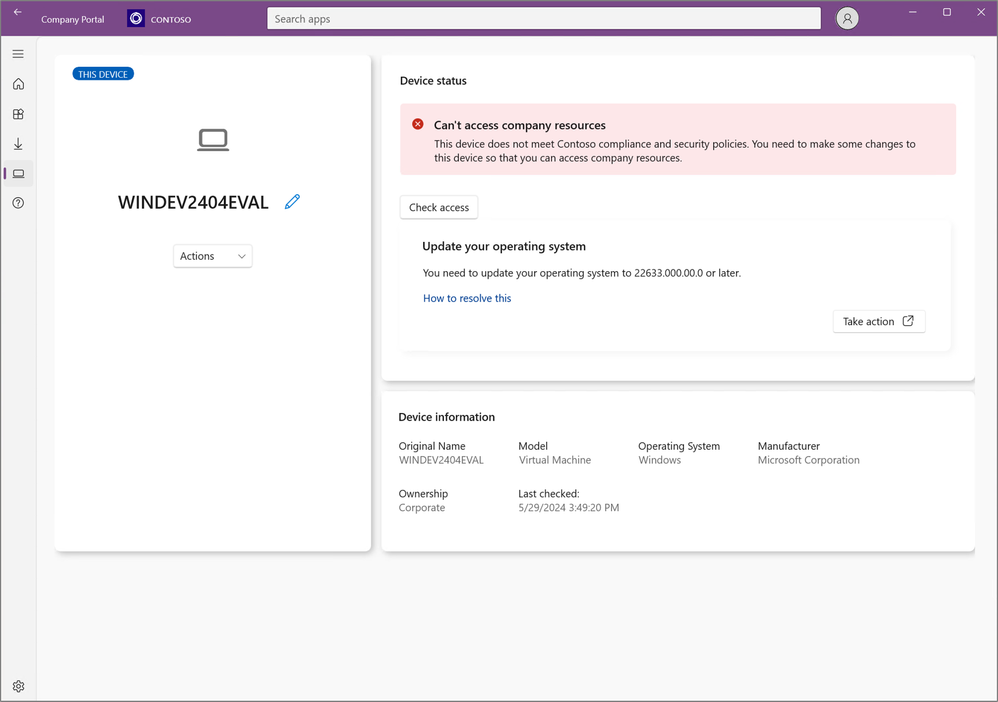 Company Portal
CONTOSO
Search apps
THIS DEVICE
WINDEV2404EVAL
Actions
Device status
Can't access company resources
This device does not meet Contoso compliance and security policies. You need to make some changes to
this device so that you can access company resources.
Check access
Update your operating system
You need to update your operating system to 22633.000.00.0 or later.
How to resolve this
Take action
Device information
Original Name
WINDEV2404EVAL
Model
Virtual Machine
Operating System
Windows
Manufacturer
Microsoft Corporation
Ownership
Corporate
Last checked:
5/29/2024 3:49:20 PM